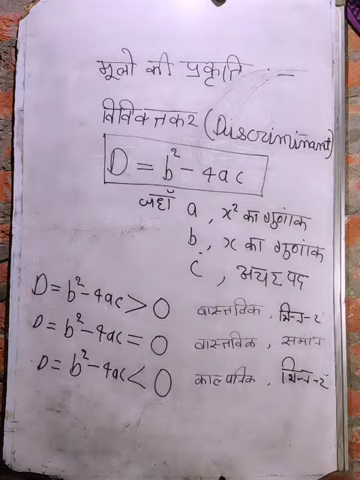 मूलो की प्रकृति :—
विविक्तकर (Discriminant)
D = b² - 4ac
जहाँ a, x² का गुणांक
b, x का गुणांक
c, अचर पद
D = b² - 4ac > 0 वास्तविक, भिन्न-2
D = b² - 4ac = 0 वास्तविक, समान
D = b² - 4ac < 0 काल्पनिक, भिन्न-2